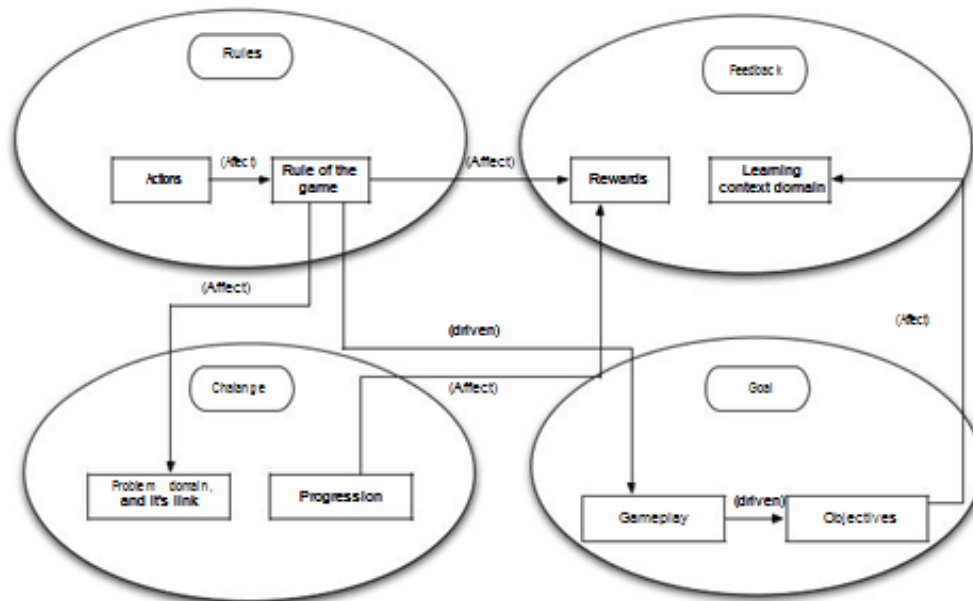 Rules
Feedback
(Affect)
Actions
Rule of the
game
(Affect)
Rewards
Learning
context domain
(Affect)
(driven)
(Affect)
(Affect)
Chalange
Goal
Problem domain,
and it's link
Progression
Gameplay
(driven)
Objectives